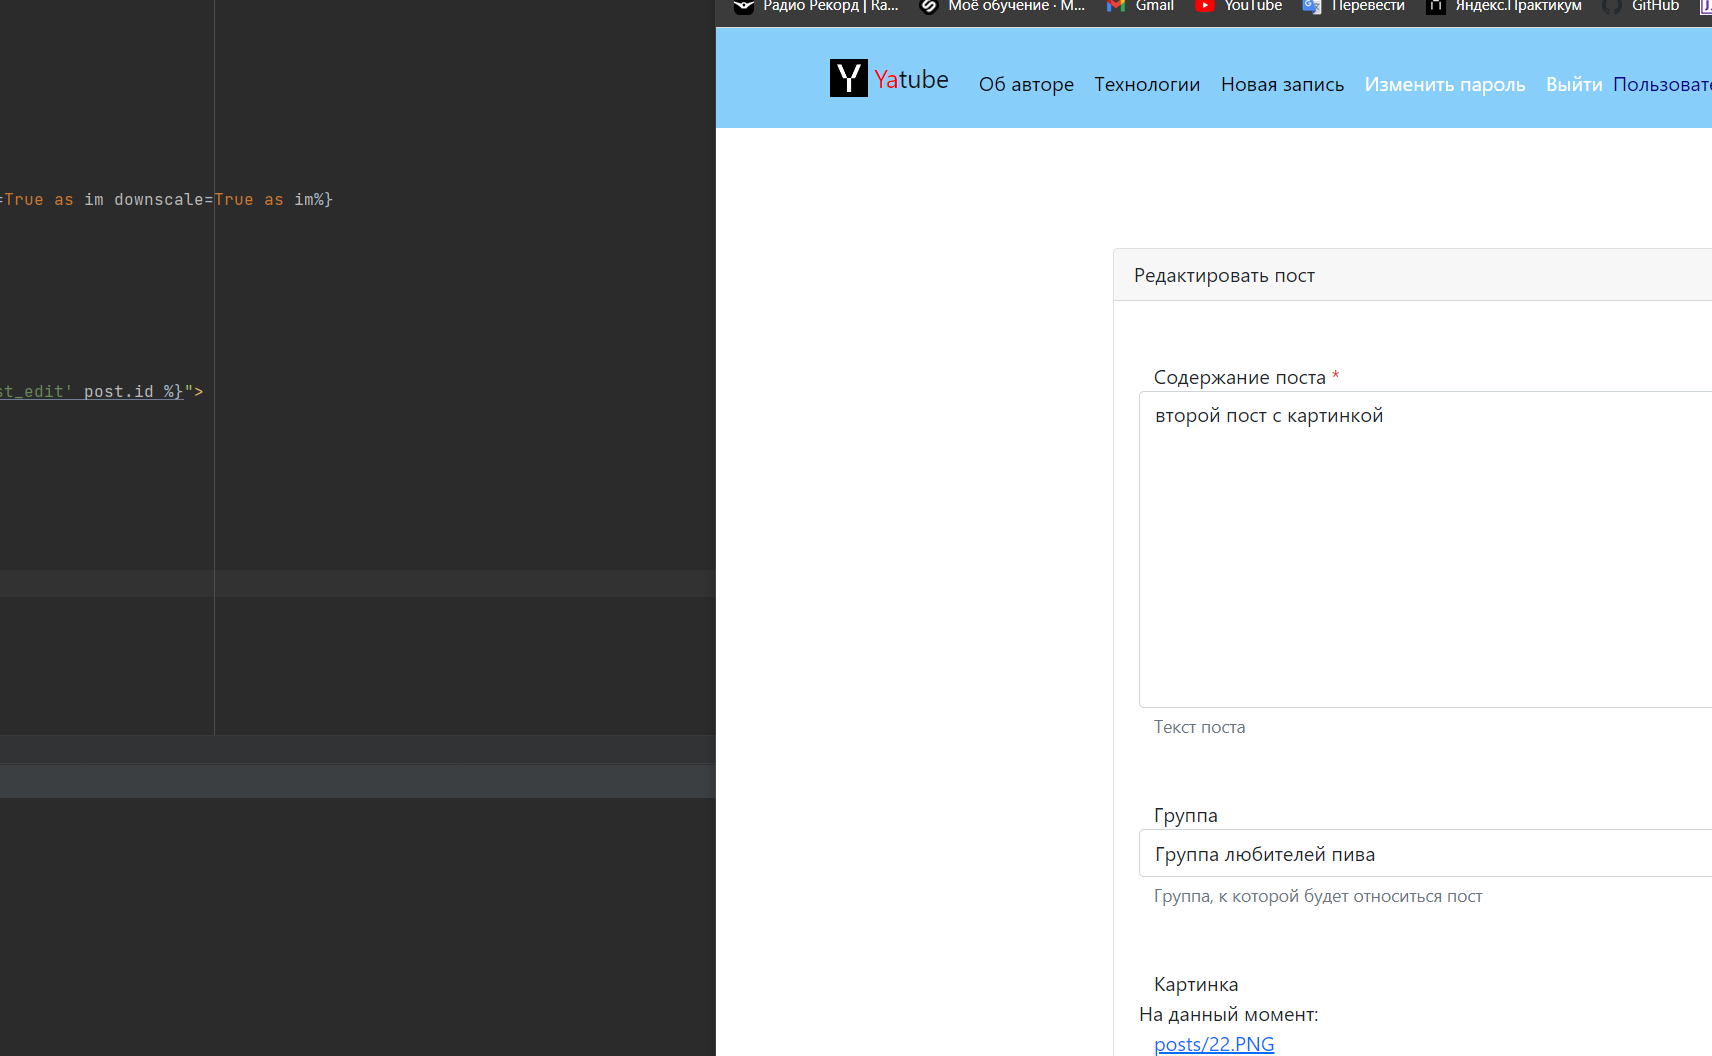 Радио Рекорд | Ra... Моё обучение · M... Gmail YouTube Перевести Яндекс.Практикум GitHub
Y Yatube Об авторе Технологии Новая запись Изменить пароль Выйти Пользоват
=True as im downscale=True as im%}
Редактировать пост
Содержание поста *
st_edit' post.id %}">
второй пост с картинкой
Текст поста
Группа
Группа любителей пива
Группа, к которой будет относиться пост
Картинка
На данный момент:
posts/22.PNG